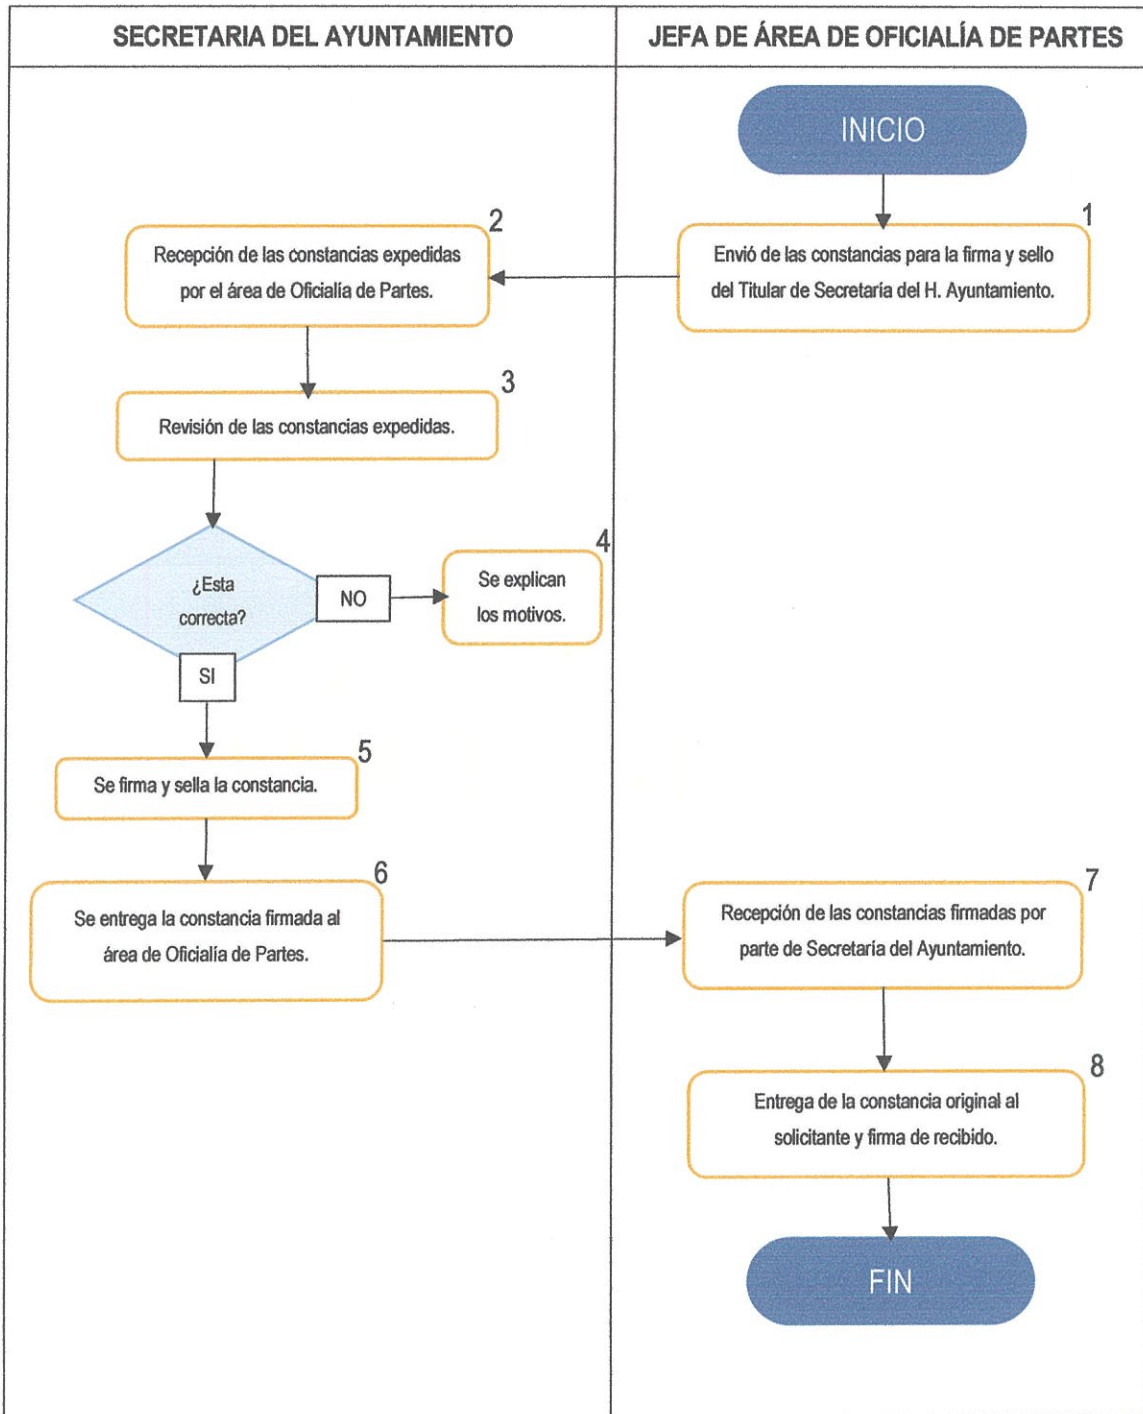 SECRETARIA DEL AYUNTAMIENTO
JEFA DE ÁREA DE OFICIALÍA DE PARTES
INICIO
1
Envió de las constancias para la firma y sello
del Titular de Secretaría del H. Ayuntamiento.
2
Recepción de las constancias expedidas
por el área de Oficialía de Partes.
3
Revisión de las constancias expedidas.
¿Esta
correcta?
NO
4
Se explican
los motivos.
SI
5
Se firma y sella la constancia.
6
Se entrega la constancia firmada al
área de Oficialía de Partes.
7
Recepción de las constancias firmadas por
parte de Secretaría del Ayuntamiento.
8
Entrega de la constancia original al
solicitante y firma de recibido.
FIN